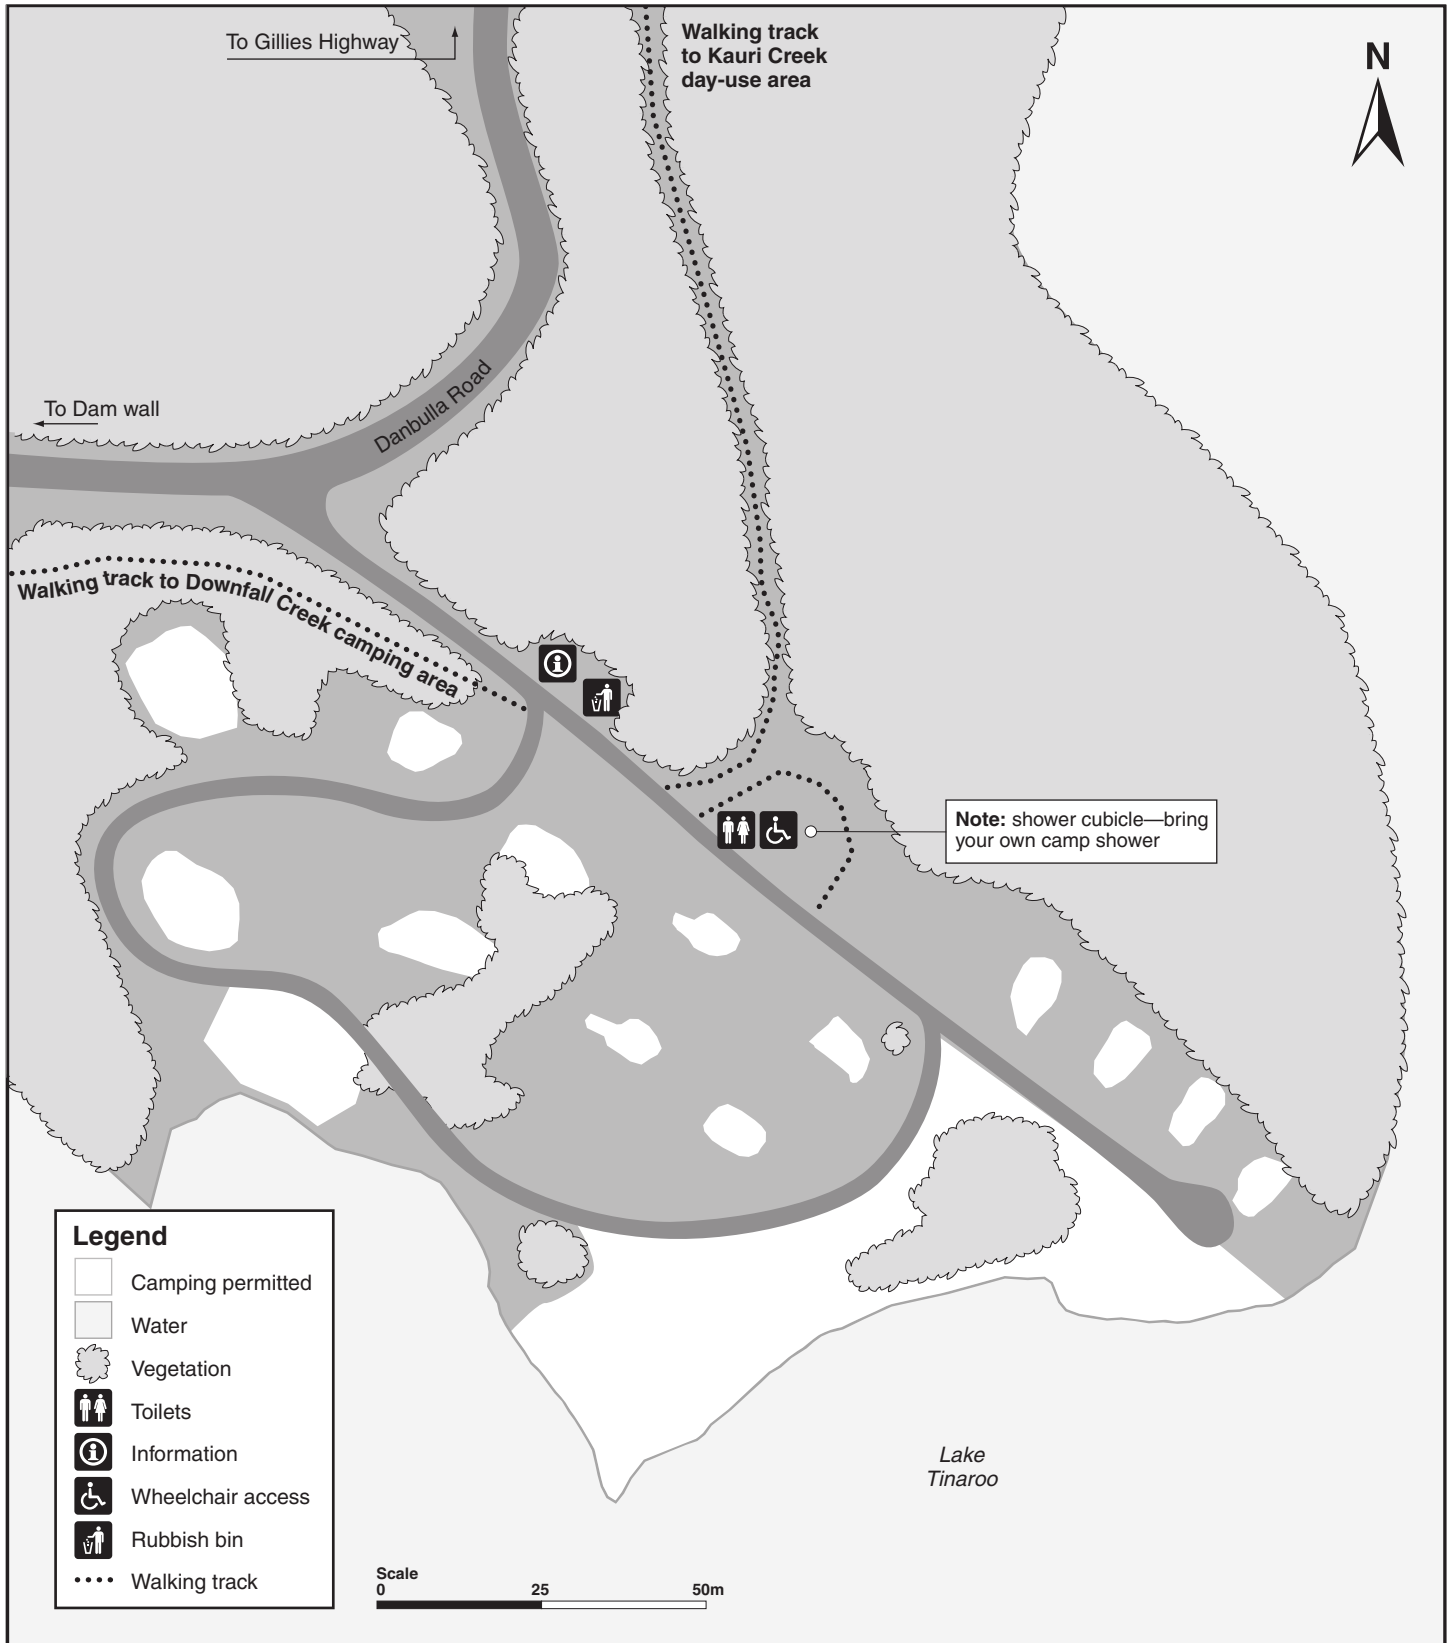 To Gillies Highway
Walking track
to Kauri Creek
day-use area
N
Danbulla Road
To Dam wall
Walking track to Downfall Creek camping area
Note: shower cubicle—bring
your own camp shower
Legend
Camping permitted
Water
Vegetation
Toilets
Information
Wheelchair access
Rubbish bin
Walking track
Lake
Tinaroo
Scale
0 25 50m